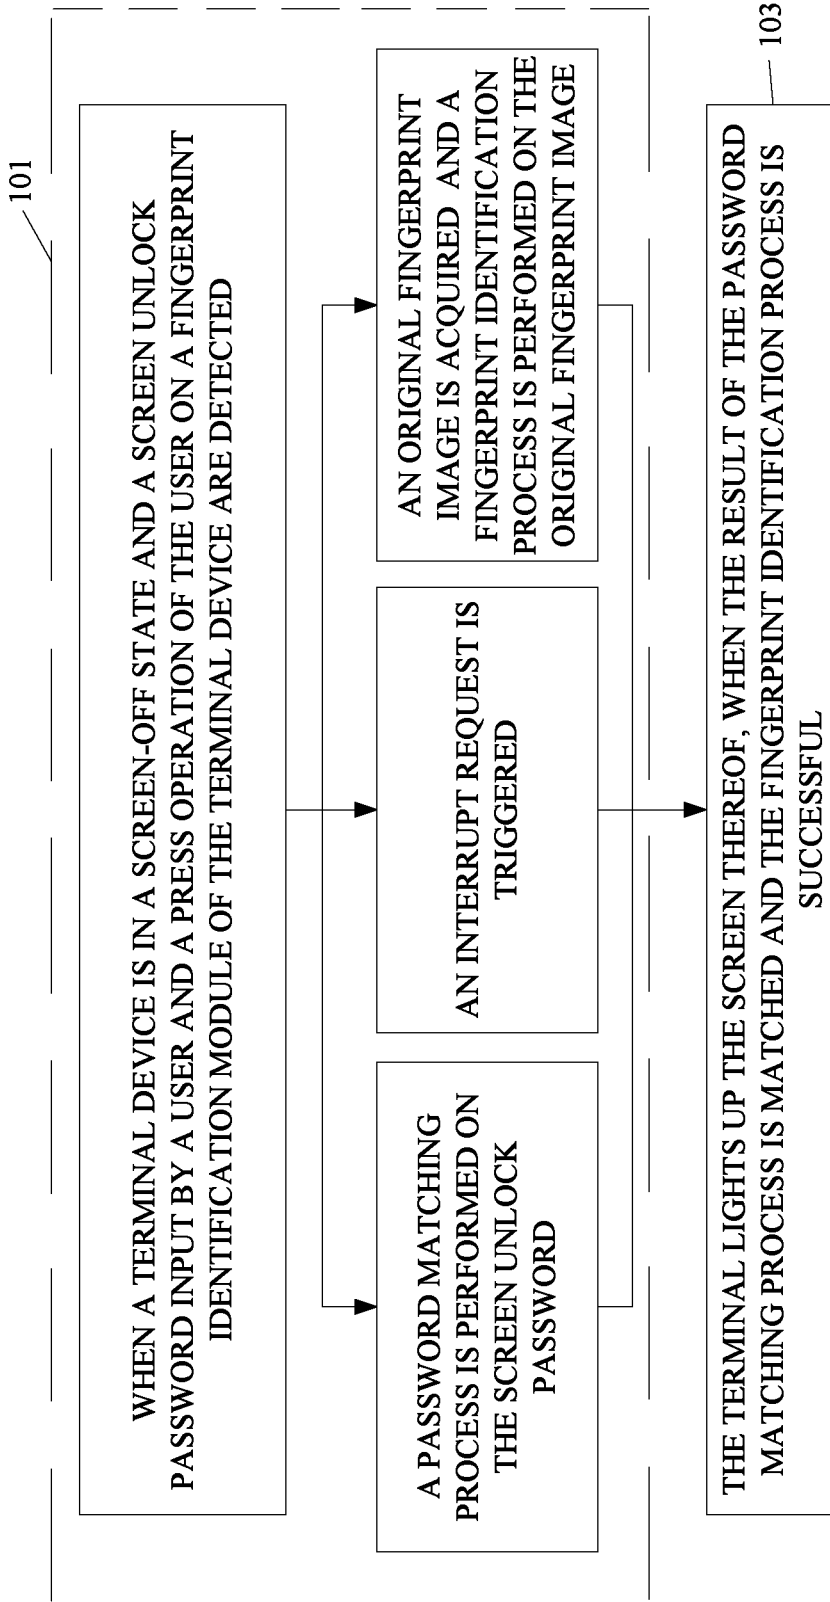 101
WHEN A TERMINAL DEVICE IS IN A SCREEN-OFF STATE AND A SCREEN UNLOCK
PASSWORD INPUT BY A USER AND A PRESS OPERATION OF THE USER ON A FINGERPRINT
IDENTIFICATION MODULE OF THE TERMINAL DEVICE ARE DETECTED
A PASSWORD MATCHING
PROCESS IS PERFORMED ON
THE SCREEN UNLOCK
PASSWORD
AN INTERRUPT REQUEST IS
TRIGGERED
AN ORIGINAL FINGERPRINT
IMAGE IS ACQUIRED AND A
FINGERPRINT IDENTIFICATION
PROCESS IS PERFORMED ON THE
ORIGINAL FINGERPRINT IMAGE
103
THE TERMINAL LIGHTS UP THE SCREEN THEREOF, WHEN THE RESULT OF THE PASSWORD
MATCHING PROCESS IS MATCHED AND THE FINGERPRINT IDENTIFICATION PROCESS IS
SUCCESSFUL